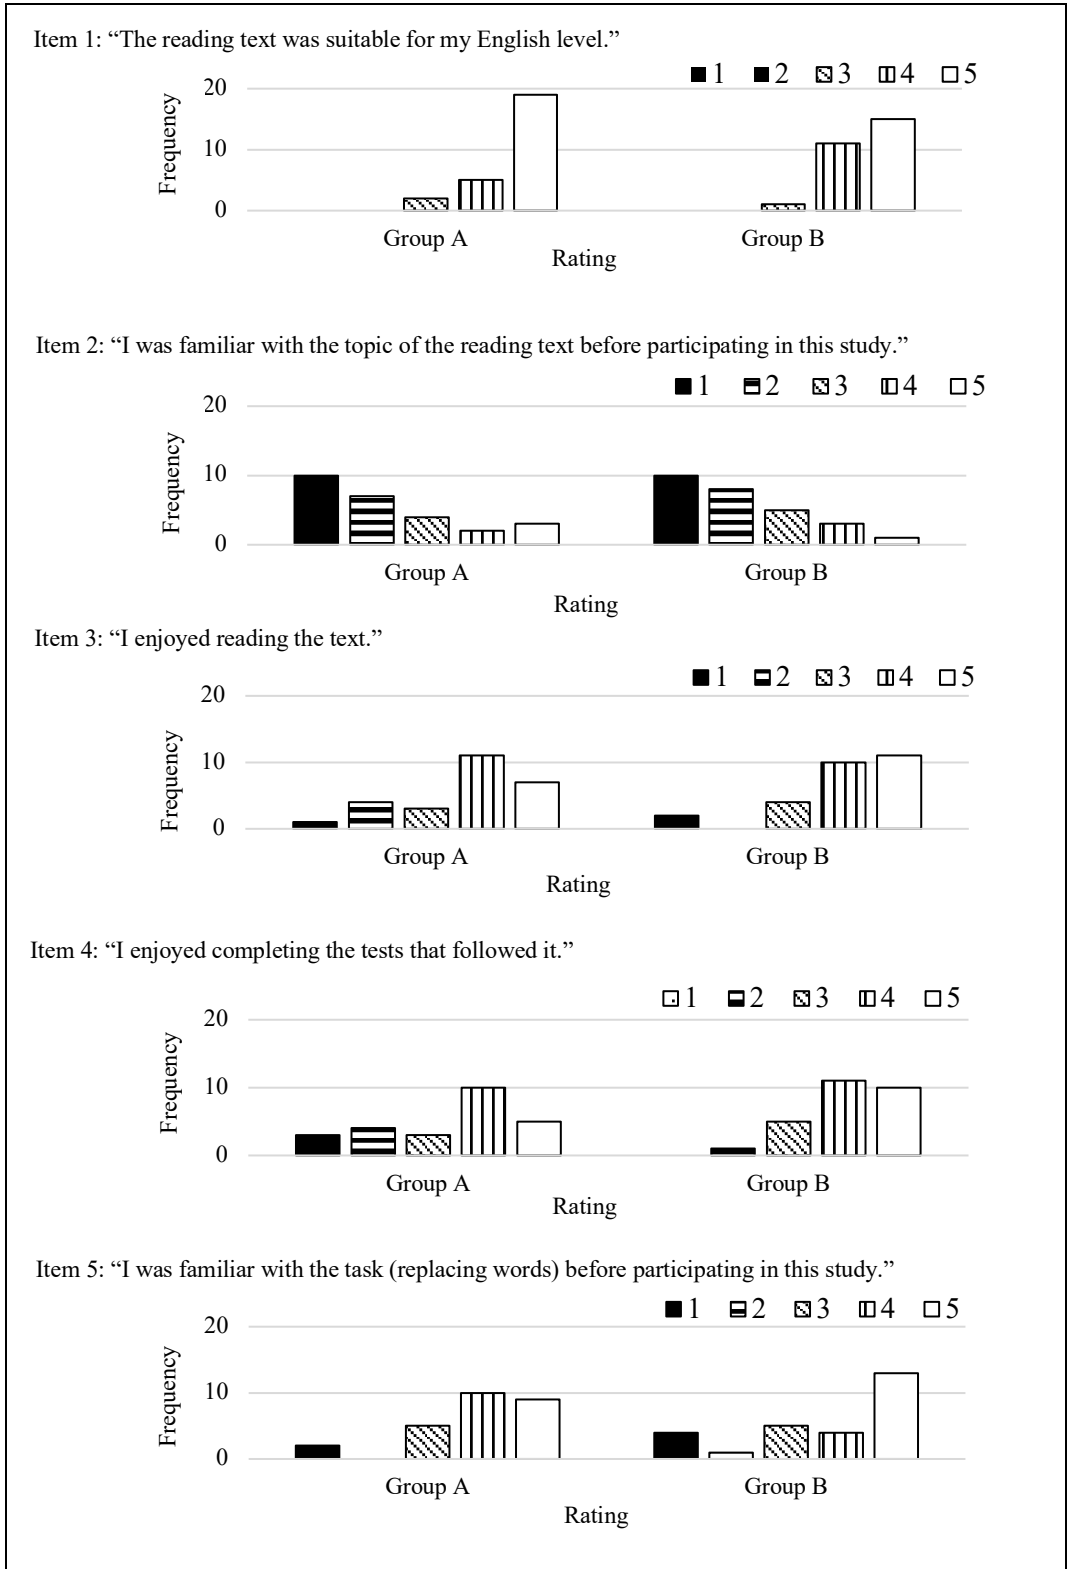 Item 1: “The reading text was suitable for my English level.”
1 2 3 4 5
20
10
0
Frequency
Group A Group B
Rating
Item 2: “I was familiar with the topic of the reading text before participating in this study.”
1 2 3 4 5
20
10
0
Frequency
Group A Group B
Rating
Item 3: “I enjoyed reading the text.”
1 2 3 4 5
20
10
0
Frequency
Group A Group B
Rating
Item 4: “I enjoyed completing the tests that followed it.”
1 2 3 4 5
20
10
0
Frequency
Group A Group B
Rating
Item 5: “I was familiar with the task (replacing words) before participating in this study.”
1 2 3 4 5
20
10
0
Frequency
Group A Group B
Rating